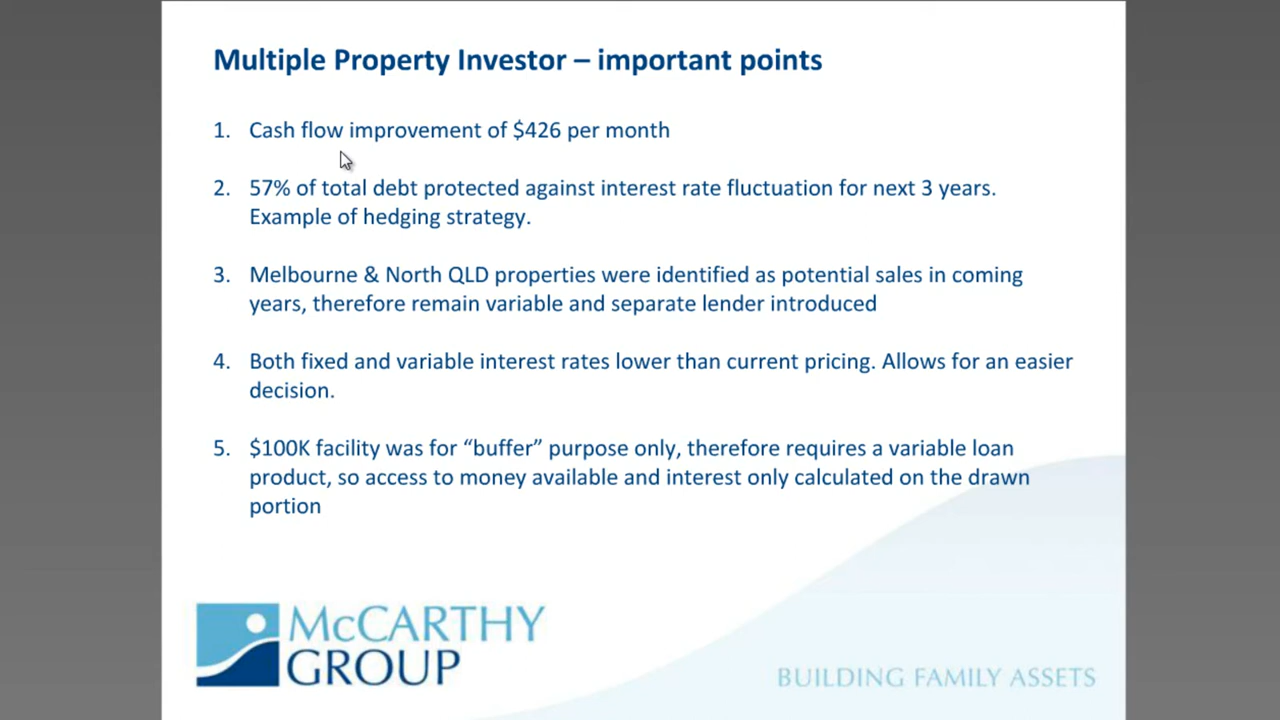 Multiple Property Investor – important points
1. Cash flow improvement of $426 per month
2. 57% of total debt protected against interest rate fluctuation for next 3 years.
Example of hedging strategy.
3. Melbourne & North QLD properties were identified as potential sales in coming
years, therefore remain variable and separate lender introduced
4. Both fixed and variable interest rates lower than current pricing. Allows for an easier
decision.
5. $100K facility was for “buffer” purpose only, therefore requires a variable loan
product, so access to money available and interest only calculated on the drawn
portion
McCARTHY
GROUP
BUILDING FAMILY ASSETS